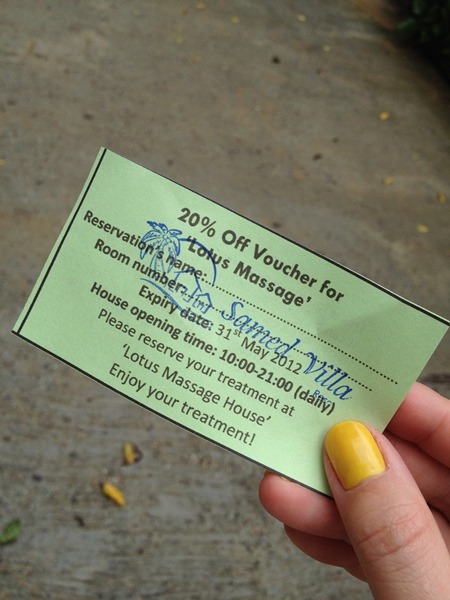 20% Off Voucher for
'Lotus Massage'
Reservation's name:
Room number:
Expiry date: 31st May 2012
House opening time: 10:00-21:00 (daily)
Please reserve your treatment at
'Lotus Massage House'
Enjoy your treatment!
Samed Villa